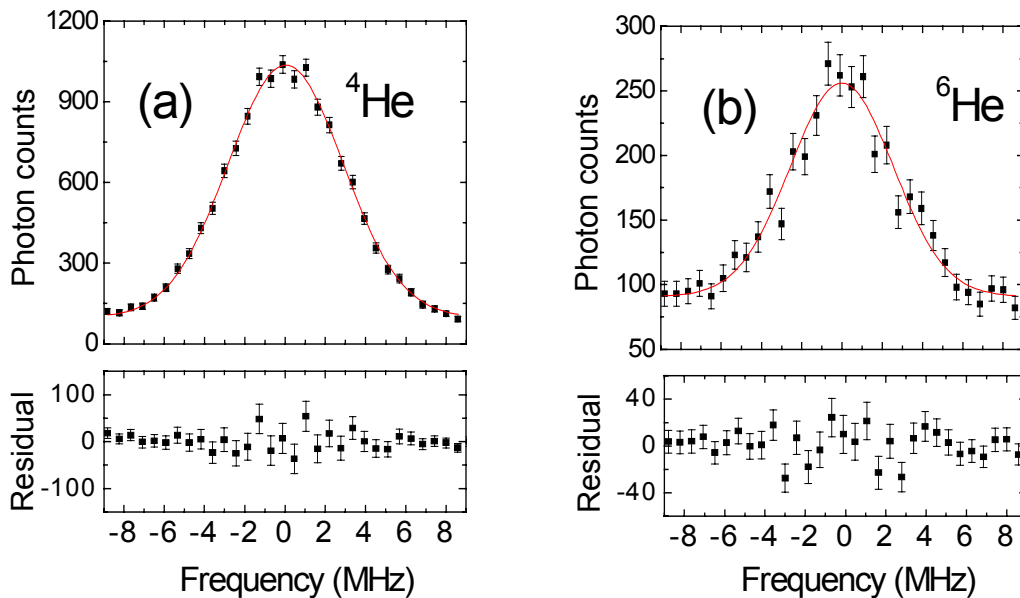 1200
900
600
300
0
Photon counts
(a)
⁴He
100
0
-100
Residual
-8 -6 -4 -2 0 2 4 6 8
Frequency (MHz)
300
250
200
150
100
50
Photon counts
(b)
⁶He
40
0
-40
Residual
-8 -6 -4 -2 0 2 4 6 8
Frequency (MHz)